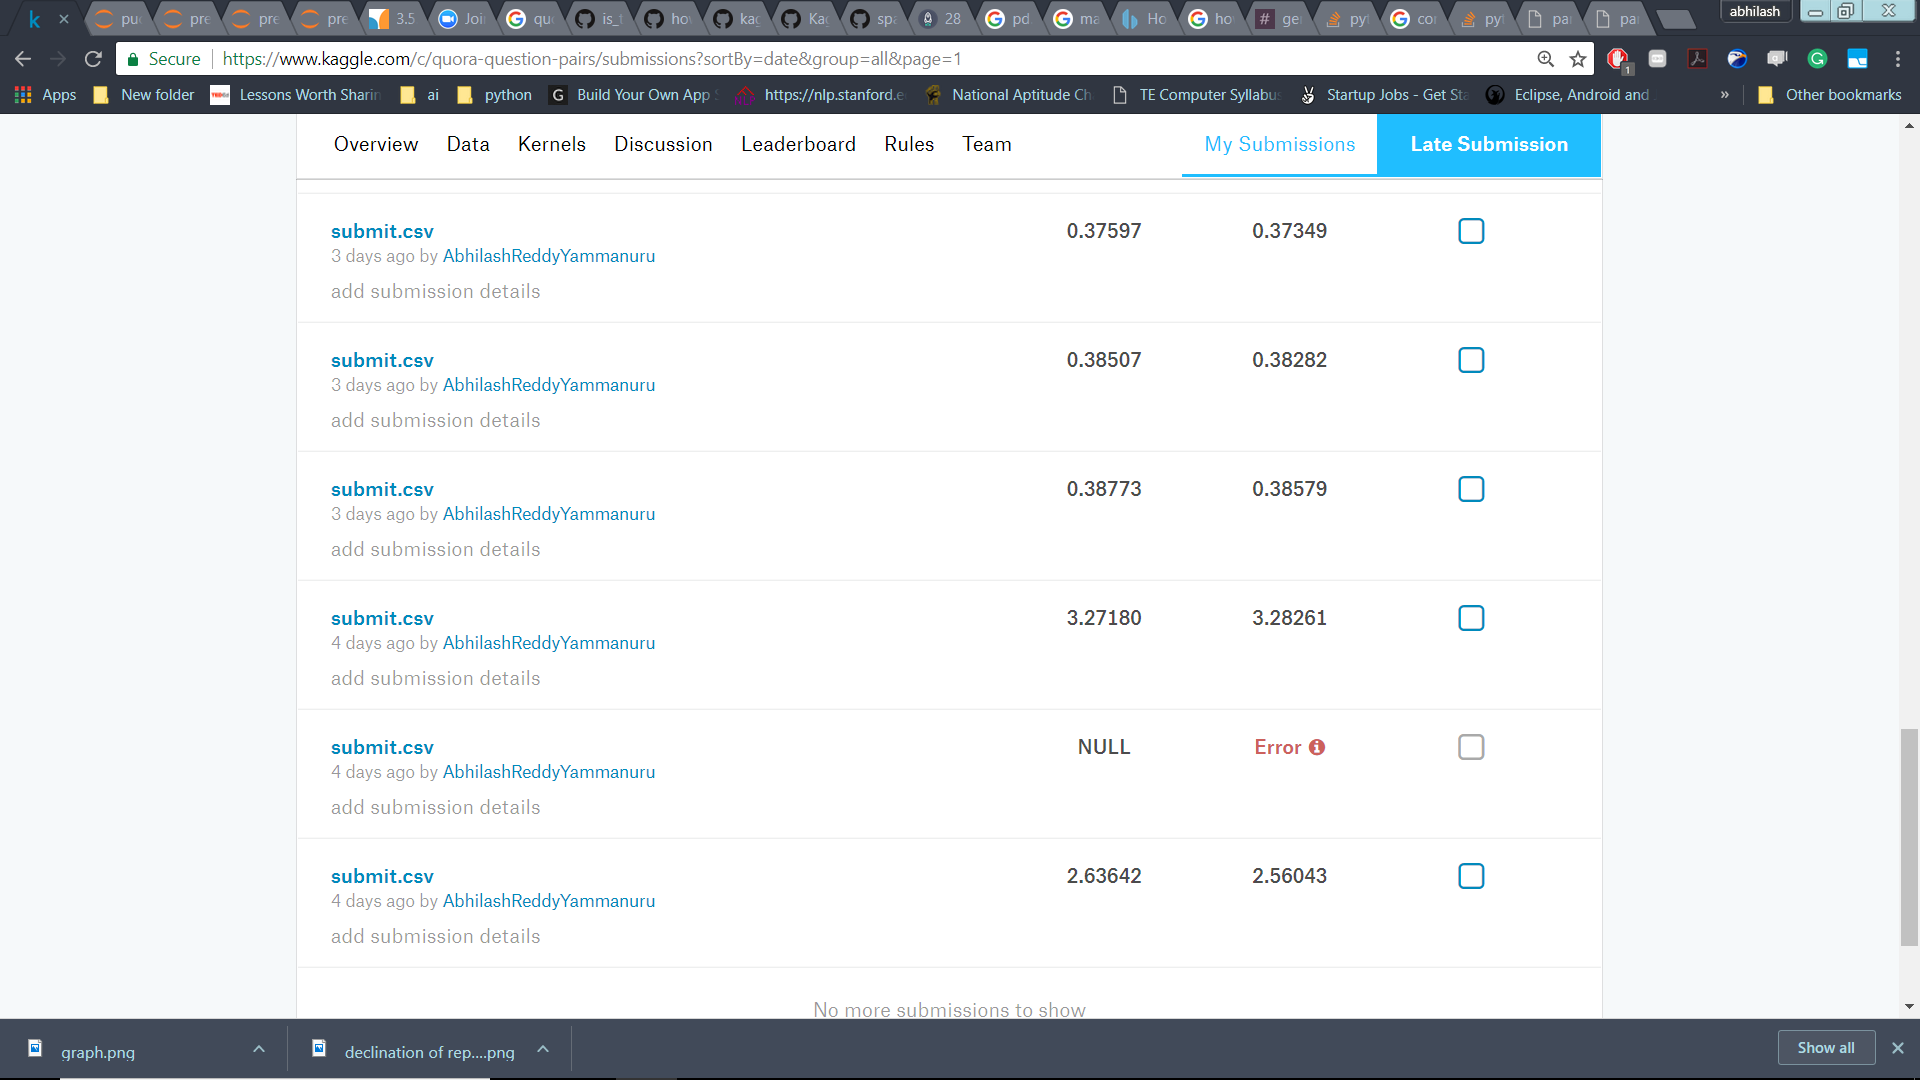 abhilash
k
pu
pre
pre
pre
3.5
Joi
quo
is_t
ho
kag
Ka
spa
28
pd
ma
Ho
ho
# ge
pyt
co
pyt
pa
pa
Secure https://www.kaggle.com/c/quora-question-pairs/submissions?sortBy=date&group=all&page=1
1
Apps New folder Lessons Worth Sharin ai python G Build Your Own App https://nlp.stanford.e National Aptitude Ch TE Computer Syllabu Startup Jobs - Get Sta Eclipse, Android and » Other bookmarks
Overview Data Kernels Discussion Leaderboard Rules Team My Submissions Late Submission
submit.csv 0.37597 0.37349
3 days ago by AbhilashReddyYammanuru
add submission details
submit.csv 0.38507 0.38282
3 days ago by AbhilashReddyYammanuru
add submission details
submit.csv 0.38773 0.38579
3 days ago by AbhilashReddyYammanuru
add submission details
submit.csv 3.27180 3.28261
4 days ago by AbhilashReddyYammanuru
add submission details
submit.csv NULL Error
4 days ago by AbhilashReddyYammanuru
add submission details
submit.csv 2.63642 2.56043
4 days ago by AbhilashReddyYammanuru
add submission details
No more submissions to show
graph.png declination of rep....png Show all